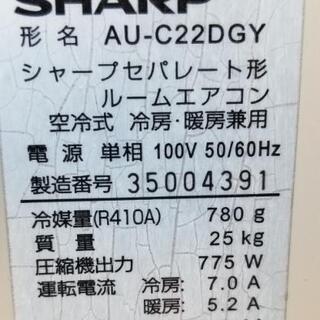 SHARP
形名 AU-C22DGY
シャープセパレート形
ルームエアコン
空冷式 冷房・暖房兼用
電源 単相 100V 50/60Hz
製造番号 35004391
冷媒量(R410A) 780 g
質量 25 kg
圧縮機出力 775 W
運転電流 冷房: 7.0 A
暖房: 5.2 A